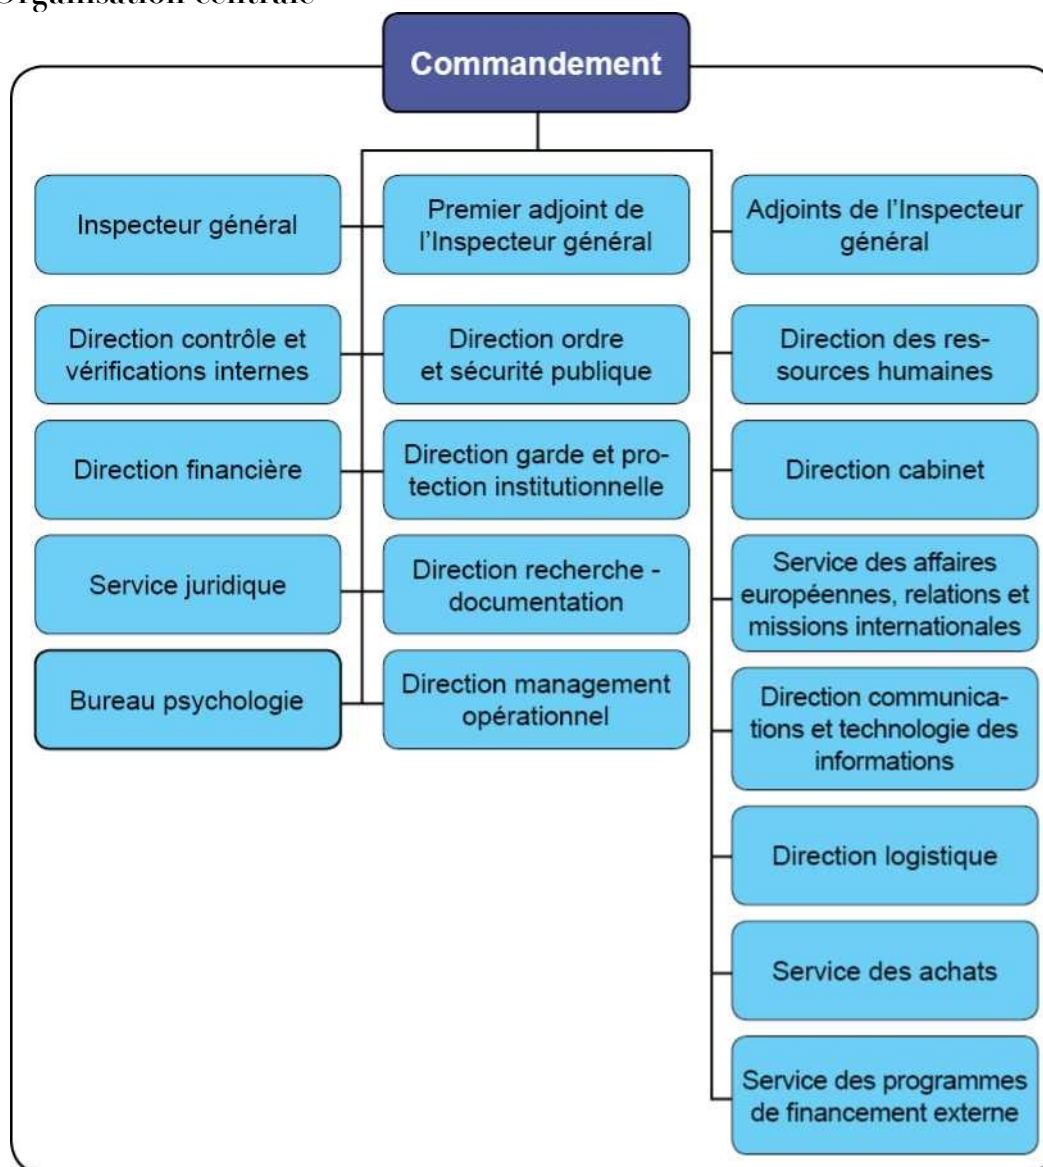 Organisation centrale
Commandement
Inspecteur général
Premier adjoint de
l’Inspecteur général
Adjoints de l’Inspecteur
général
Direction contrôle et
vérifications internes
Direction ordre
et sécurité publique
Direction des res-
sources humaines
Direction financière
Direction garde et pro-
tection institutionnelle
Direction cabinet
Service juridique
Direction recherche -
documentation
Service des affaires
européennes, relations et
missions internationales
Bureau psychologie
Direction management
opérationnel
Direction communica-
tions et technologie des
informations
Direction logistique
Service des achats
Service des programmes
de financement externe